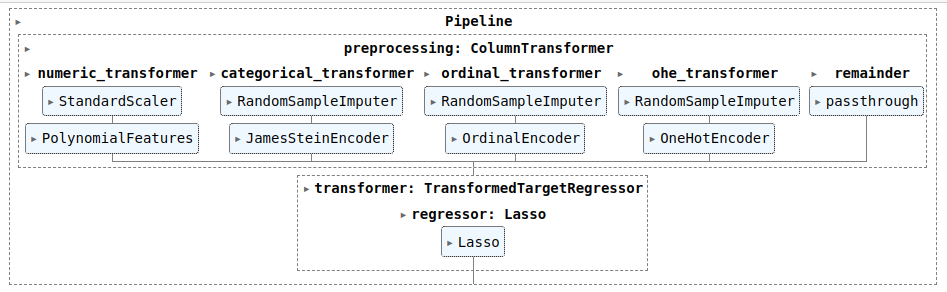 Pipeline
preprocessing: ColumnTransformer
numeric_transformer categorical_transformer ordinal_transformer ohe_transformer remainder
StandardScaler RandomSampleImputer RandomSampleImputer RandomSampleImputer passthrough
PolynomialFeatures JamesSteinEncoder OrdinalEncoder OneHotEncoder
transformer: TransformedTargetRegressor
regressor: Lasso
Lasso